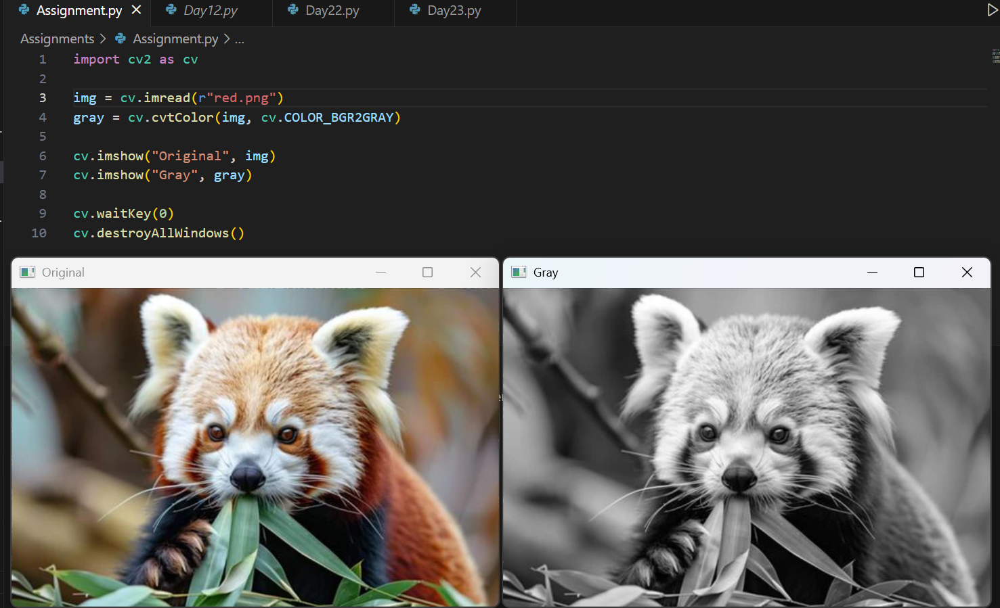 Assignment.py
Day12.py
Day22.py
Day23.py
Assignments > Assignment.py > ...
1 import cv2 as cv
2
3 img = cv.imread(r"red.png")
4 gray = cv.cvtColor(img, cv.COLOR_BGR2GRAY)
5
6 cv.imshow("Original", img)
7 cv.imshow("Gray", gray)
8
9 cv.waitKey(0)
10 cv.destroyAllWindows()
Original
Gray